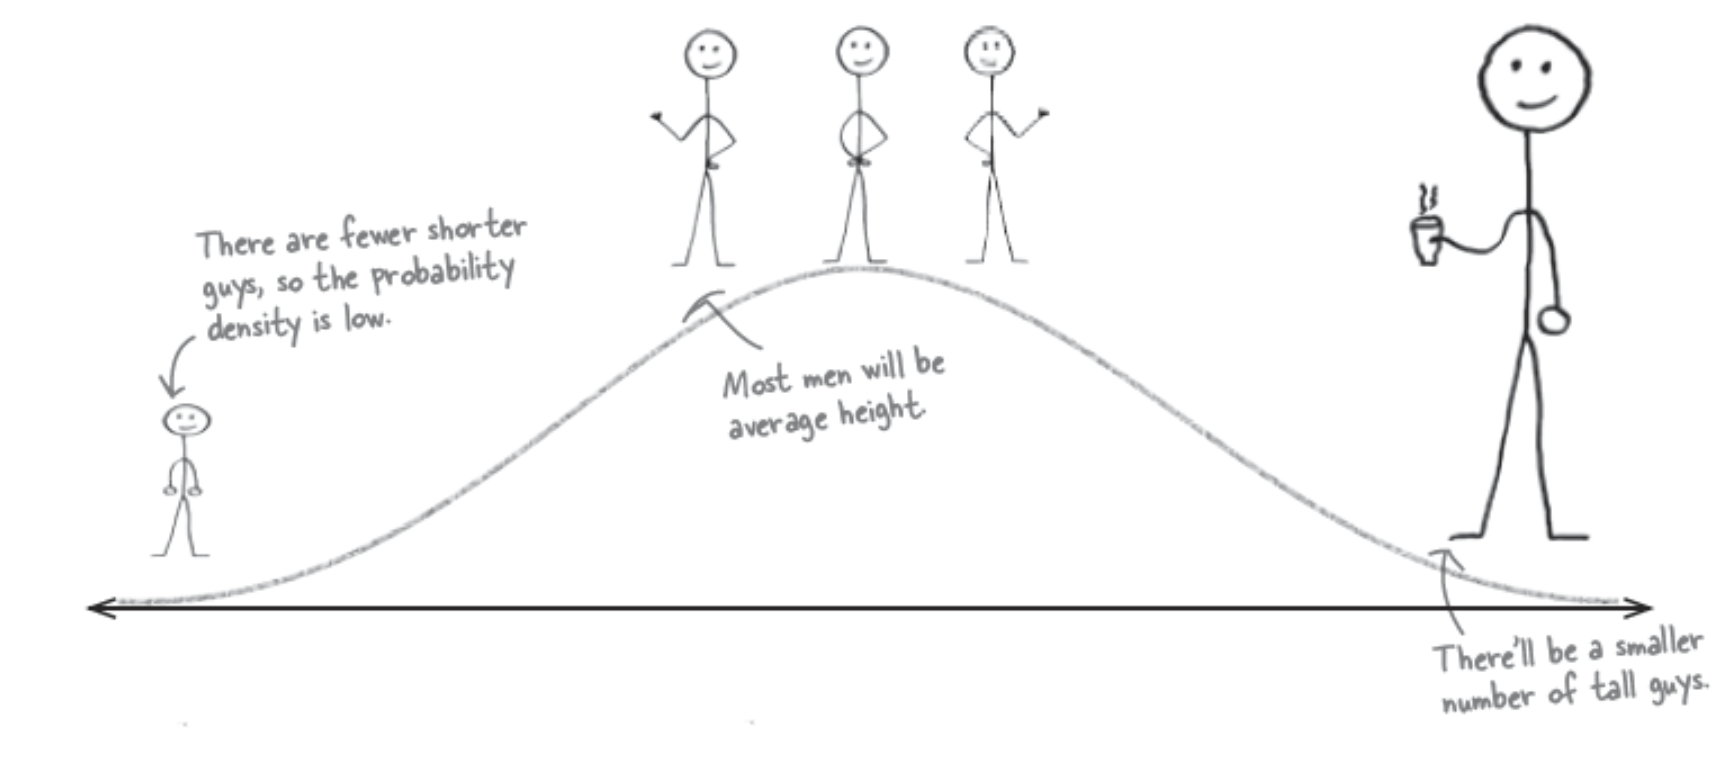 There are fewer shorter
guys, so the probability
density is low.
Most men will be
average height.
There'll be a smaller
number of tall guys.